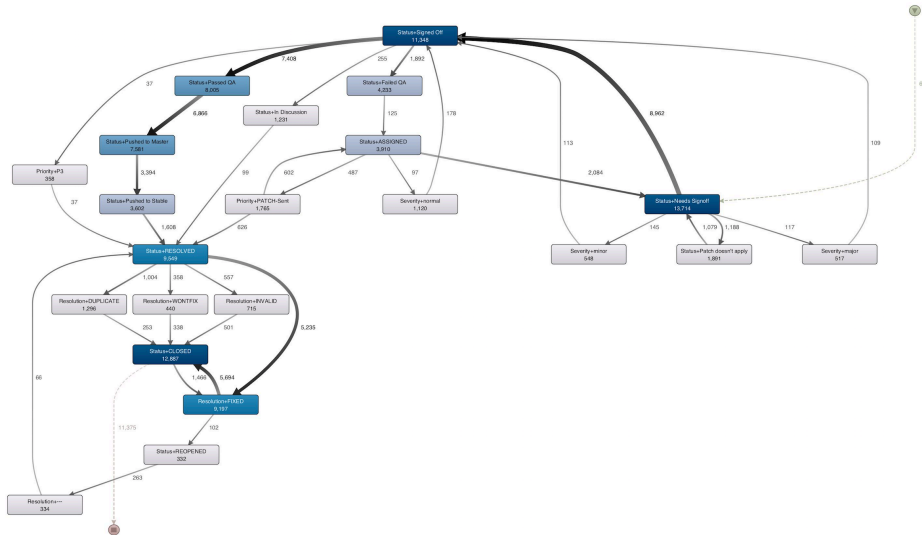 Status+Signed Off
11,348
37
7,408
255
1,892
Status+Passed QA
8,005
Status+Failed QA
4,233
6,866
Status+In Discussion
1,231
125
178
113
8,962
109
Status+Pushed to Master
7,561
Status+ASSIGNED
3,910
Priority+P3
358
3,394
99
602
487
97
2,084
Status+Pushed to Stable
3,602
Priority+PATCH-Sent
1,765
Severity+normal
1,120
Status+Needs Signoff
13,714
37
1,608
626
145
1,079
1,188
117
Status+RESOLVED
6,549
Severity+minor
548
Status+Patch doesn't apply
1,891
Severity+major
517
1,004
358
557
Resolution+DUPLICATE
1,296
Resolution+WONTFIX
440
Resolution+INVALID
715
253
338
501
5,235
Status+CLOSED
12,887
66
1,466
5,694
Resolution+FIXED
9,197
11,375
102
Status+REOPENED
332
263
Resolution+---
334